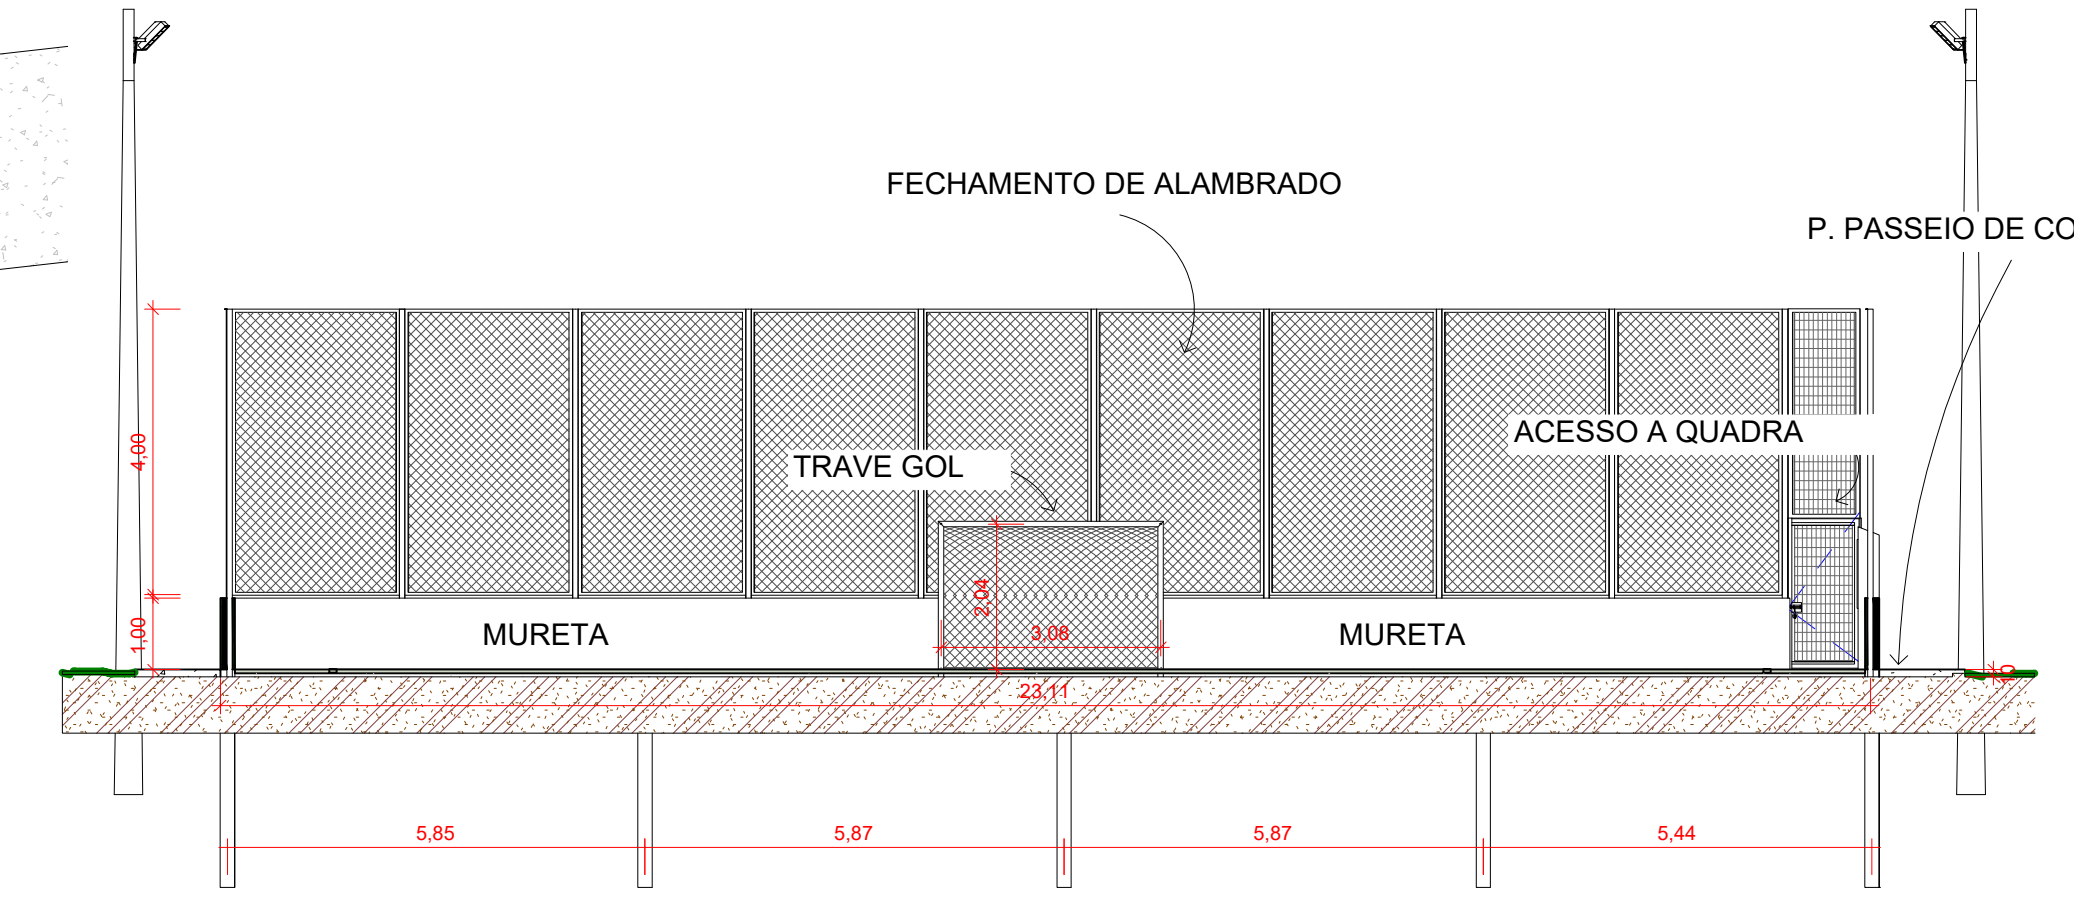 FECHAMENTO DE ALAMBRADO
P. PASSEIO DE CO
4,00
ACESSO A QUADRA
TRAVE GOL
2,04
1,00
MURETA
3,08
MURETA
10
23,11
5,85
5,87
5,87
5,44